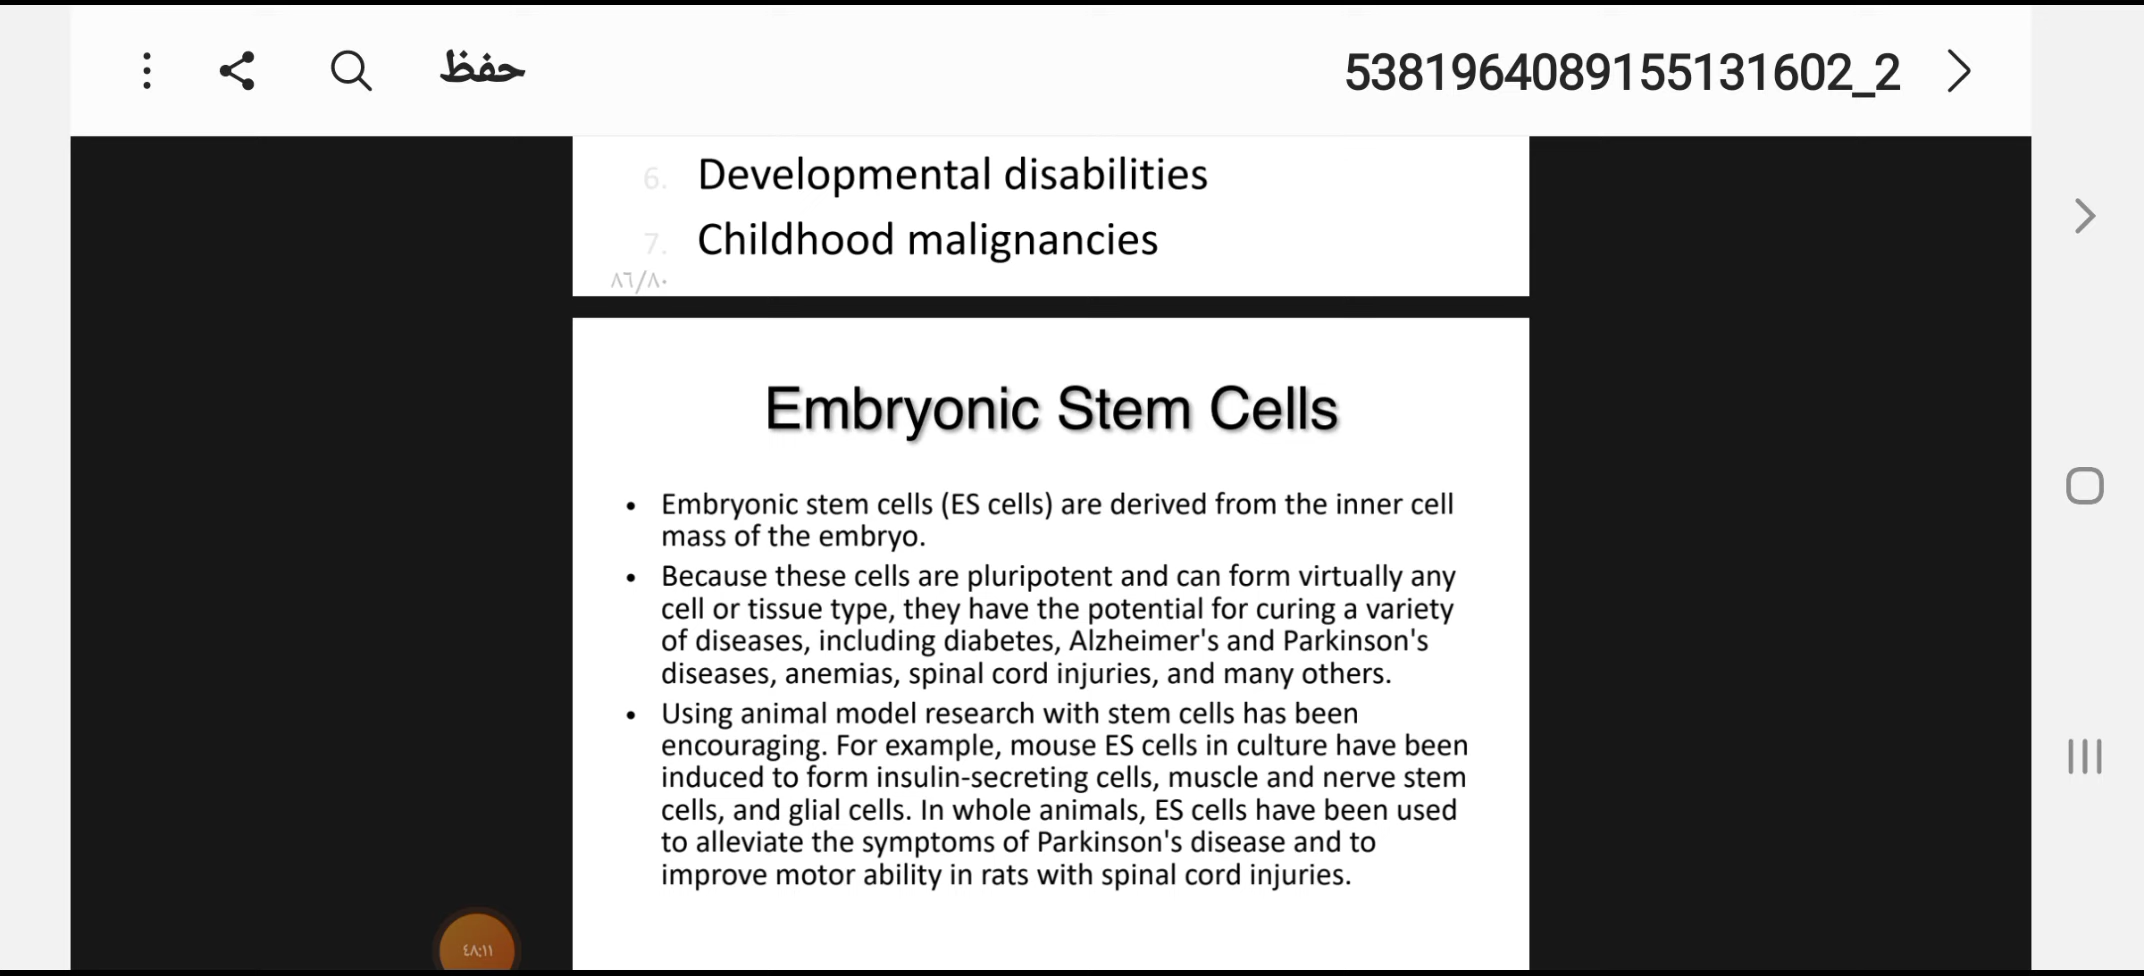 حفظ
5381964089155131602_2
6. Developmental disabilities
7. Childhood malignancies
٨٦/٨٠
Embryonic Stem Cells
• Embryonic stem cells (ES cells) are derived from the inner cell
mass of the embryo.
• Because these cells are pluripotent and can form virtually any
cell or tissue type, they have the potential for curing a variety
of diseases, including diabetes, Alzheimer's and Parkinson's
diseases, anemias, spinal cord injuries, and many others.
• Using animal model research with stem cells has been
encouraging. For example, mouse ES cells in culture have been
induced to form insulin-secreting cells, muscle and nerve stem
cells, and glial cells. In whole animals, ES cells have been used
to alleviate the symptoms of Parkinson's disease and to
improve motor ability in rats with spinal cord injuries.
٤٨:١١